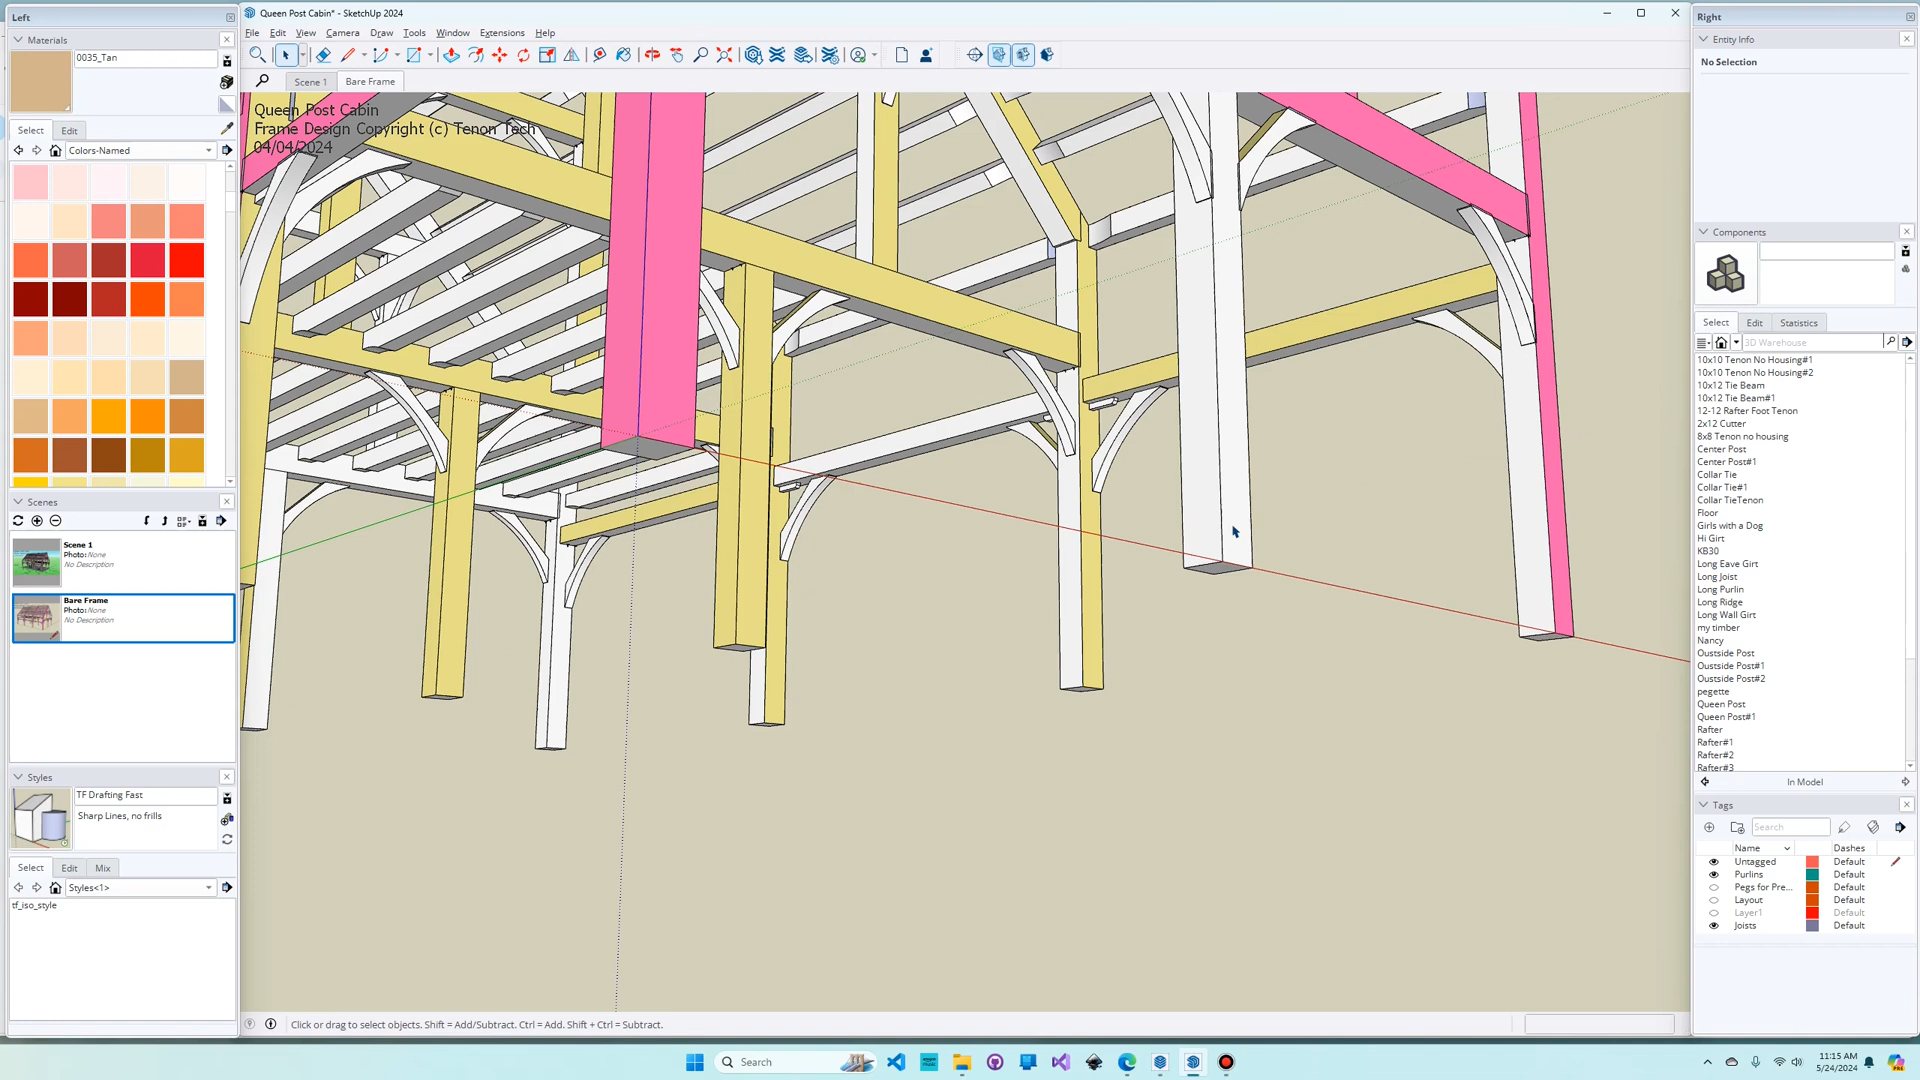 Left
Queen Post Cabin* - SketchUp 2024
Right
File Edit View Camera Draw Tools Window Extensions Help
Materials
0035_Tan
Select Edit
Colors-Named
Scene 1 Bare Frame
Queen Post Cabin
Frame Design Copyright (c) Tenon Tech
04/04/2024
Scenes
Scene 1
Photo: None
No Description
Bare Frame
Photo: None
No Description
Styles
TF Drafting Fast
Sharp Lines, no frills
Select Edit Mix
Styles<1>
tf_iso_style
Click or drag to select objects. Shift = Add/Subtract. Ctrl = Add. Shift + Ctrl = Subtract.
Entity Info
No Selection
Components
Select Edit Statistics
3D Warehouse
10x10 Tenon No Housing#1
10x10 Tenon No Housing#2
10x12 Tie Beam
10x12 Tie Beam#1
12-12 Rafter Foot Tenon
2x12 Cutter
8x8 Tenon no housing
Center Post
Center Post#1
Collar Tie
Collar Tie#1
Collar TieTenon
Floor
Girls with a Dog
Hi Girt
KB30
Long Eave Girt
Long Joist
Long Purlin
Long Ridge
Long Wall Girt
my timber
Nancy
Oustside Post
Oustside Post#1
Oustside Post#2
pegette
Queen Post
Queen Post#1
Rafter
Rafter#1
Rafter#2
Rafter#3
In Model
Tags
Search
Name Dashes
Untagged Default
Purlins Default
Pegs for Pre... Default
Layout Default
Layer1 Default
Joists Default
Search
11:15 AM
5/24/2024